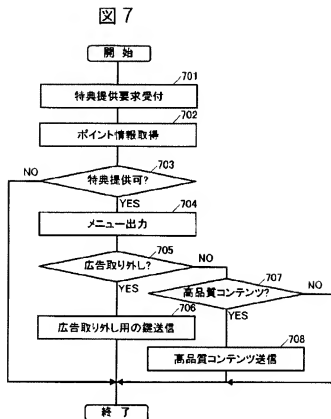 図７
開 始
701
特典提供要求受付
702
ポイント情報取得
703
NO
特典提供可?
YES
704
メニュー出力
705
広告取り外し?
NO
707
YES
高品質コンテンツ?
NO
706
YES
広告取り外し用の鍵送信
708
高品質コンテンツ送信
終 了